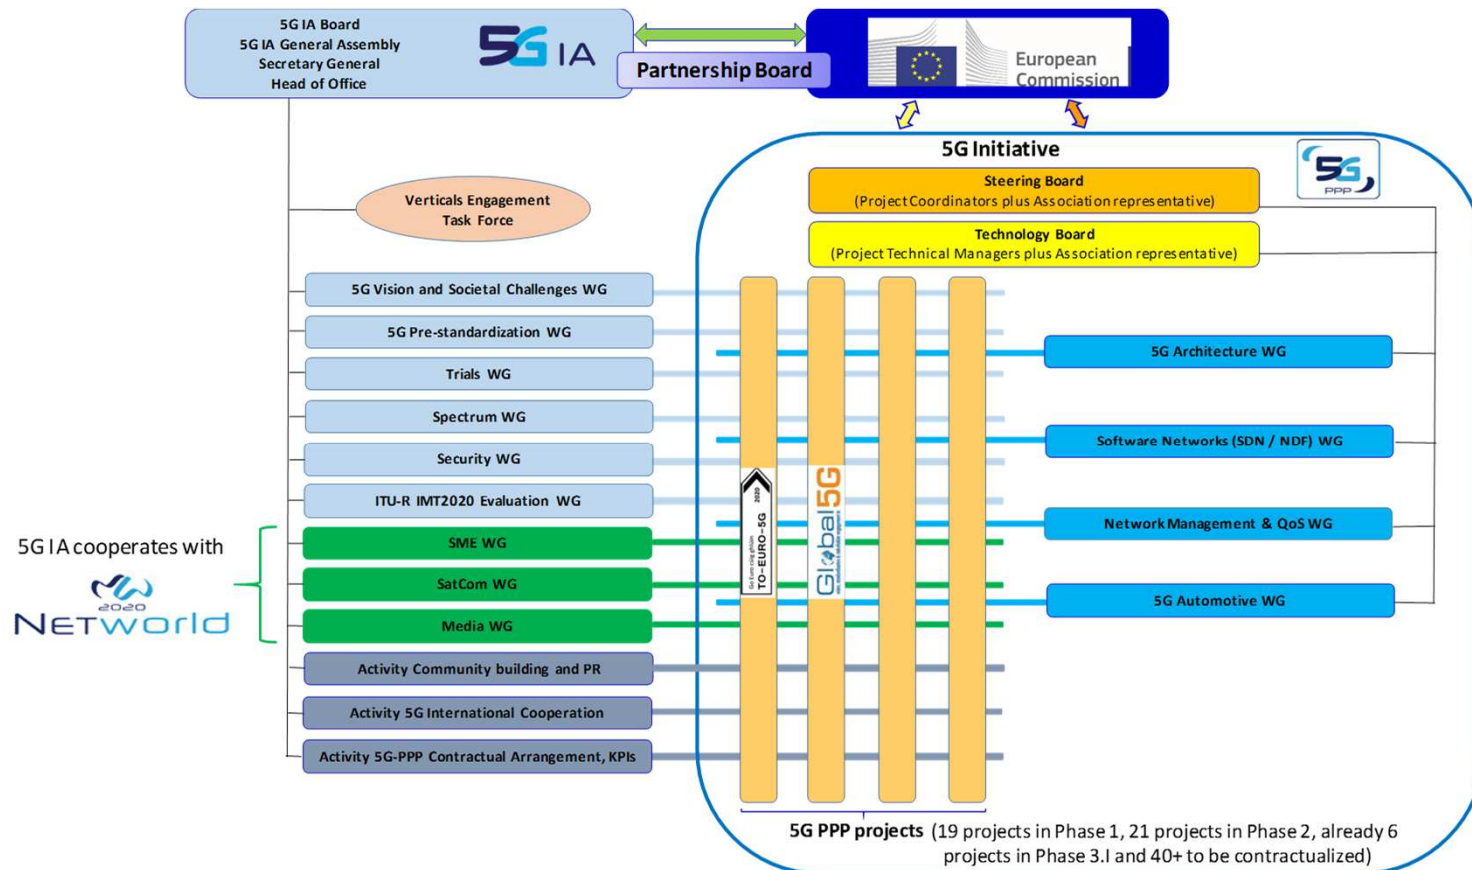 5G IA Board
5G IA General Assembly
Secretary General
Head of Office
5G IA
Partnership Board
European
Commission
5G Initiative
5G
PPP
Steering Board
(Project Coordinators plus Association representative)
Technology Board
(Project Technical Managers plus Association representative)
Verticals Engagement
Task Force
5G Vision and Societal Challenges WG
5G Pre-standardization WG
Trials WG
Spectrum WG
Security WG
ITU-R IMT2020 Evaluation WG
SME WG
SatCom WG
Media WG
Activity Community building and PR
Activity 5G International Cooperation
Activity 5G-PPP Contractual Arrangement, KPIs
5G IA cooperates with
2020
NETWorld
2020
TO-EURO-5G
Global5G
5G Architecture WG
Software Networks (SDN / NDF) WG
Network Management & QoS WG
5G Automotive WG
5G PPP projects (19 projects in Phase 1, 21 projects in Phase 2, already 6
projects in Phase 3.I and 40+ to be contractualized)